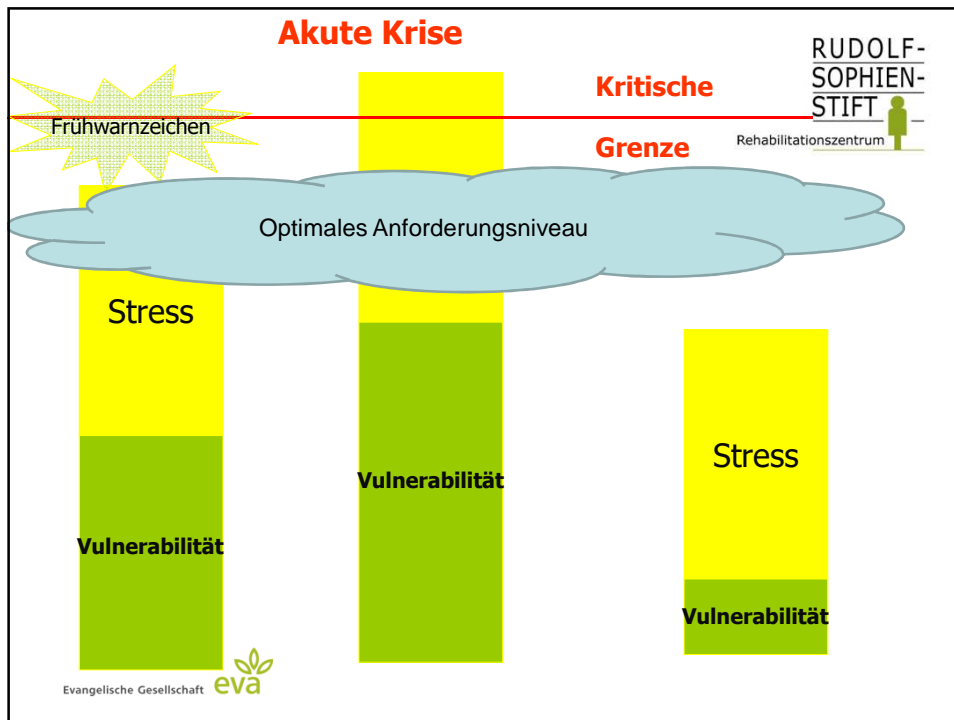 Akute Krise
RUDOLF-
SOPHIEN-
STIFT
Rehabilitationszentrum
Kritische
Grenze
Frühwarnzeichen
Optimales Anforderungsniveau
Stress
Vulnerabilität
Vulnerabilität
Stress
Vulnerabilität
Evangelische Gesellschaft eva